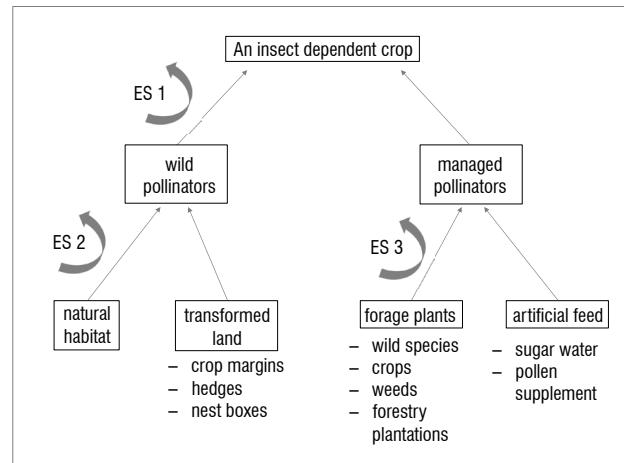 An insect dependent crop
ES 1
wild
pollinators
managed
pollinators
ES 2
ES 3
natural
habitat
transformed
land
– crop margins
– hedges
– nest boxes
forage plants
– wild species
– crops
– weeds
– forestry
plantations
artificial feed
– sugar water
– pollen
supplement